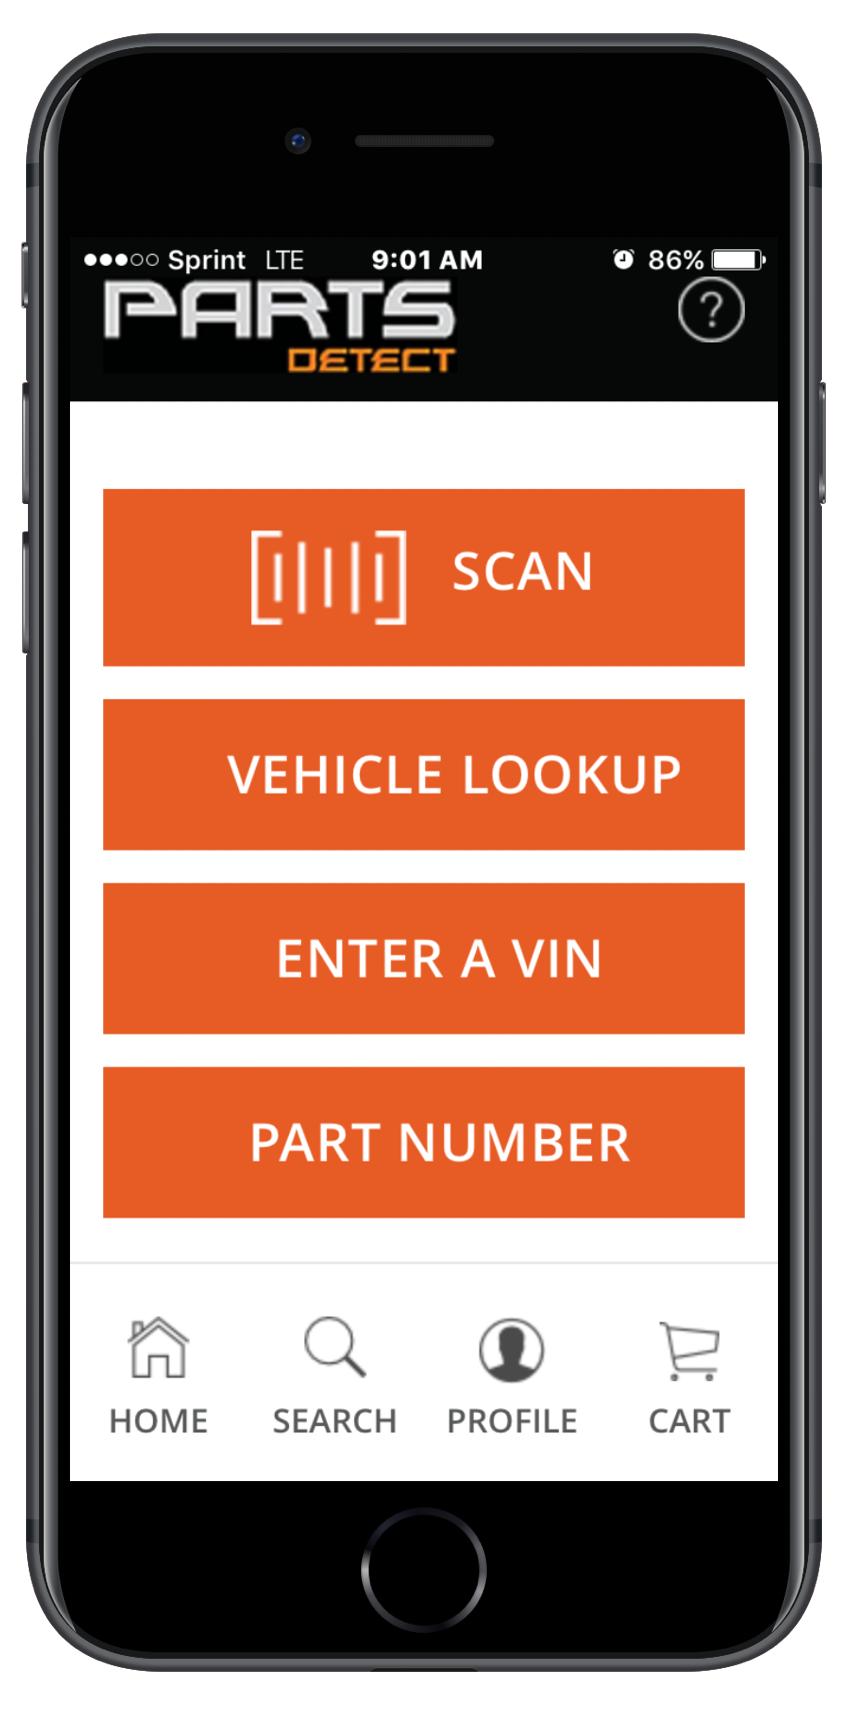 Sprint LTE 9:01 AM 86%
PARTS
DETECT
?
SCAN
VEHICLE LOOKUP
ENTER A VIN
PART NUMBER
HOME SEARCH PROFILE CART